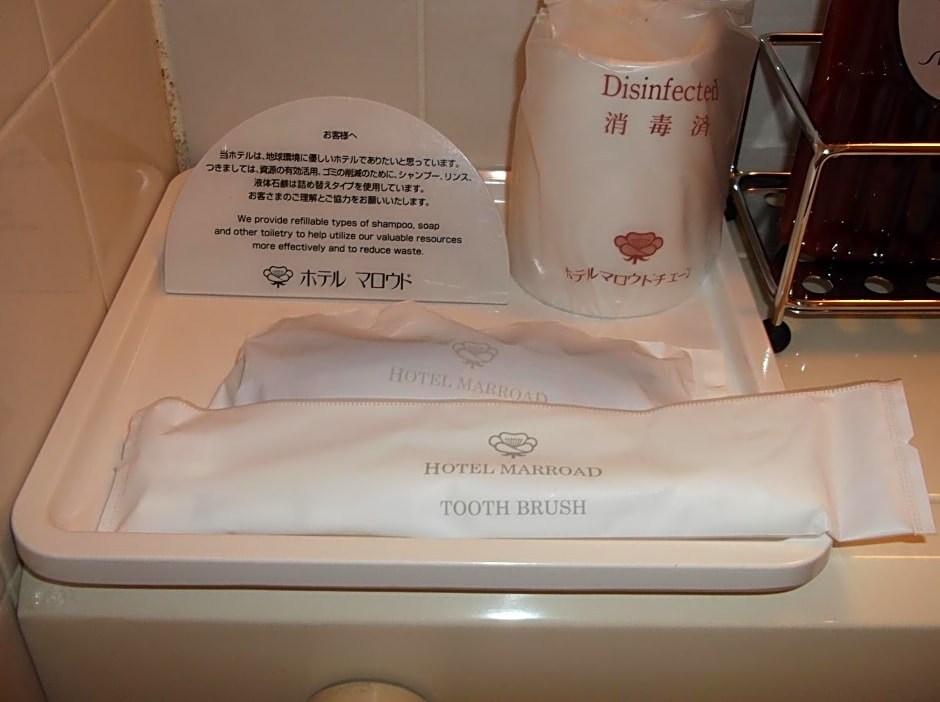 お客様へ
当ホテルは、地球環境に優しいホテルでありたいと思っています。
つきましては、資源の有効活用、ゴミの削減のために、シャンプー、リンス、
液体石鹸は詰め替えタイプを使用しています。
お客さまのご理解とご協力をお願いいたします。
We provide refillable types of shampoo, soap
and other toiletry to help utilize our valuable resources
more effectively and to reduce waste.
ホテル マロウド
Disinfected
消毒済
ホテルマロウドチェーン
HOTEL MARROAD
HOTEL MARROAD
TOOTH BRUSH